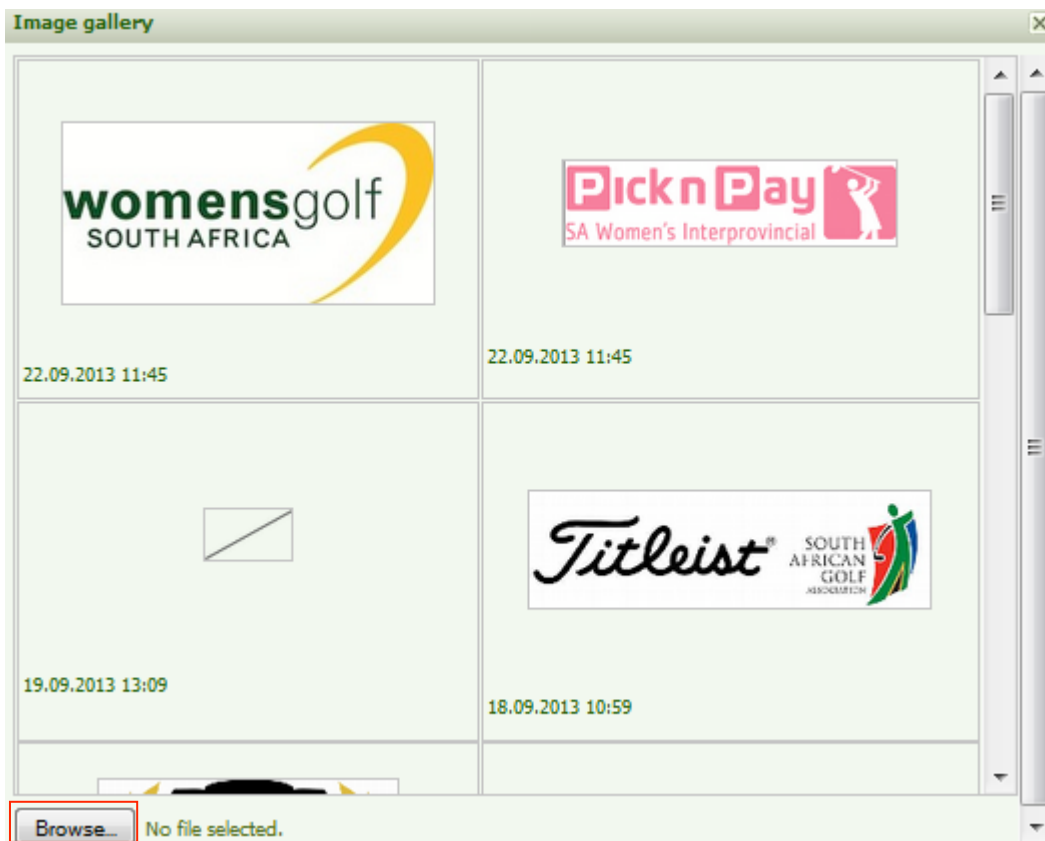 Image gallery
womensgolf
SOUTH AFRICA
22.09.2013 11:45
Pick n Pay
SA Women's Interprovincial
22.09.2013 11:45
19.09.2013 13:09
Titleist®
SOUTH
AFRICAN
GOLF
ASSOCIATION
18.09.2013 10:59
Browse... No file selected.